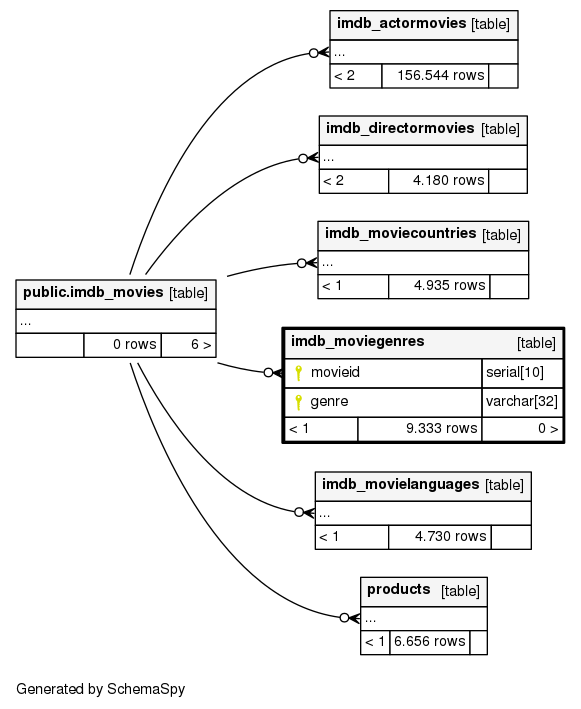 imdb_actormovies [table]
...
< 2 156.544 rows
imdb_directormovies [table]
...
< 2 4.180 rows
imdb_moviecountries [table]
...
< 1 4.935 rows
public.imdb_movies [table]
...
0 rows 6 >
imdb_moviegenres [table]
movieid serial[10]
genre varchar[32]
< 1 9.333 rows 0 >
imdb_movielanguages [table]
...
< 1 4.730 rows
products [table]
...
< 1 6.656 rows
Generated by SchemaSpy